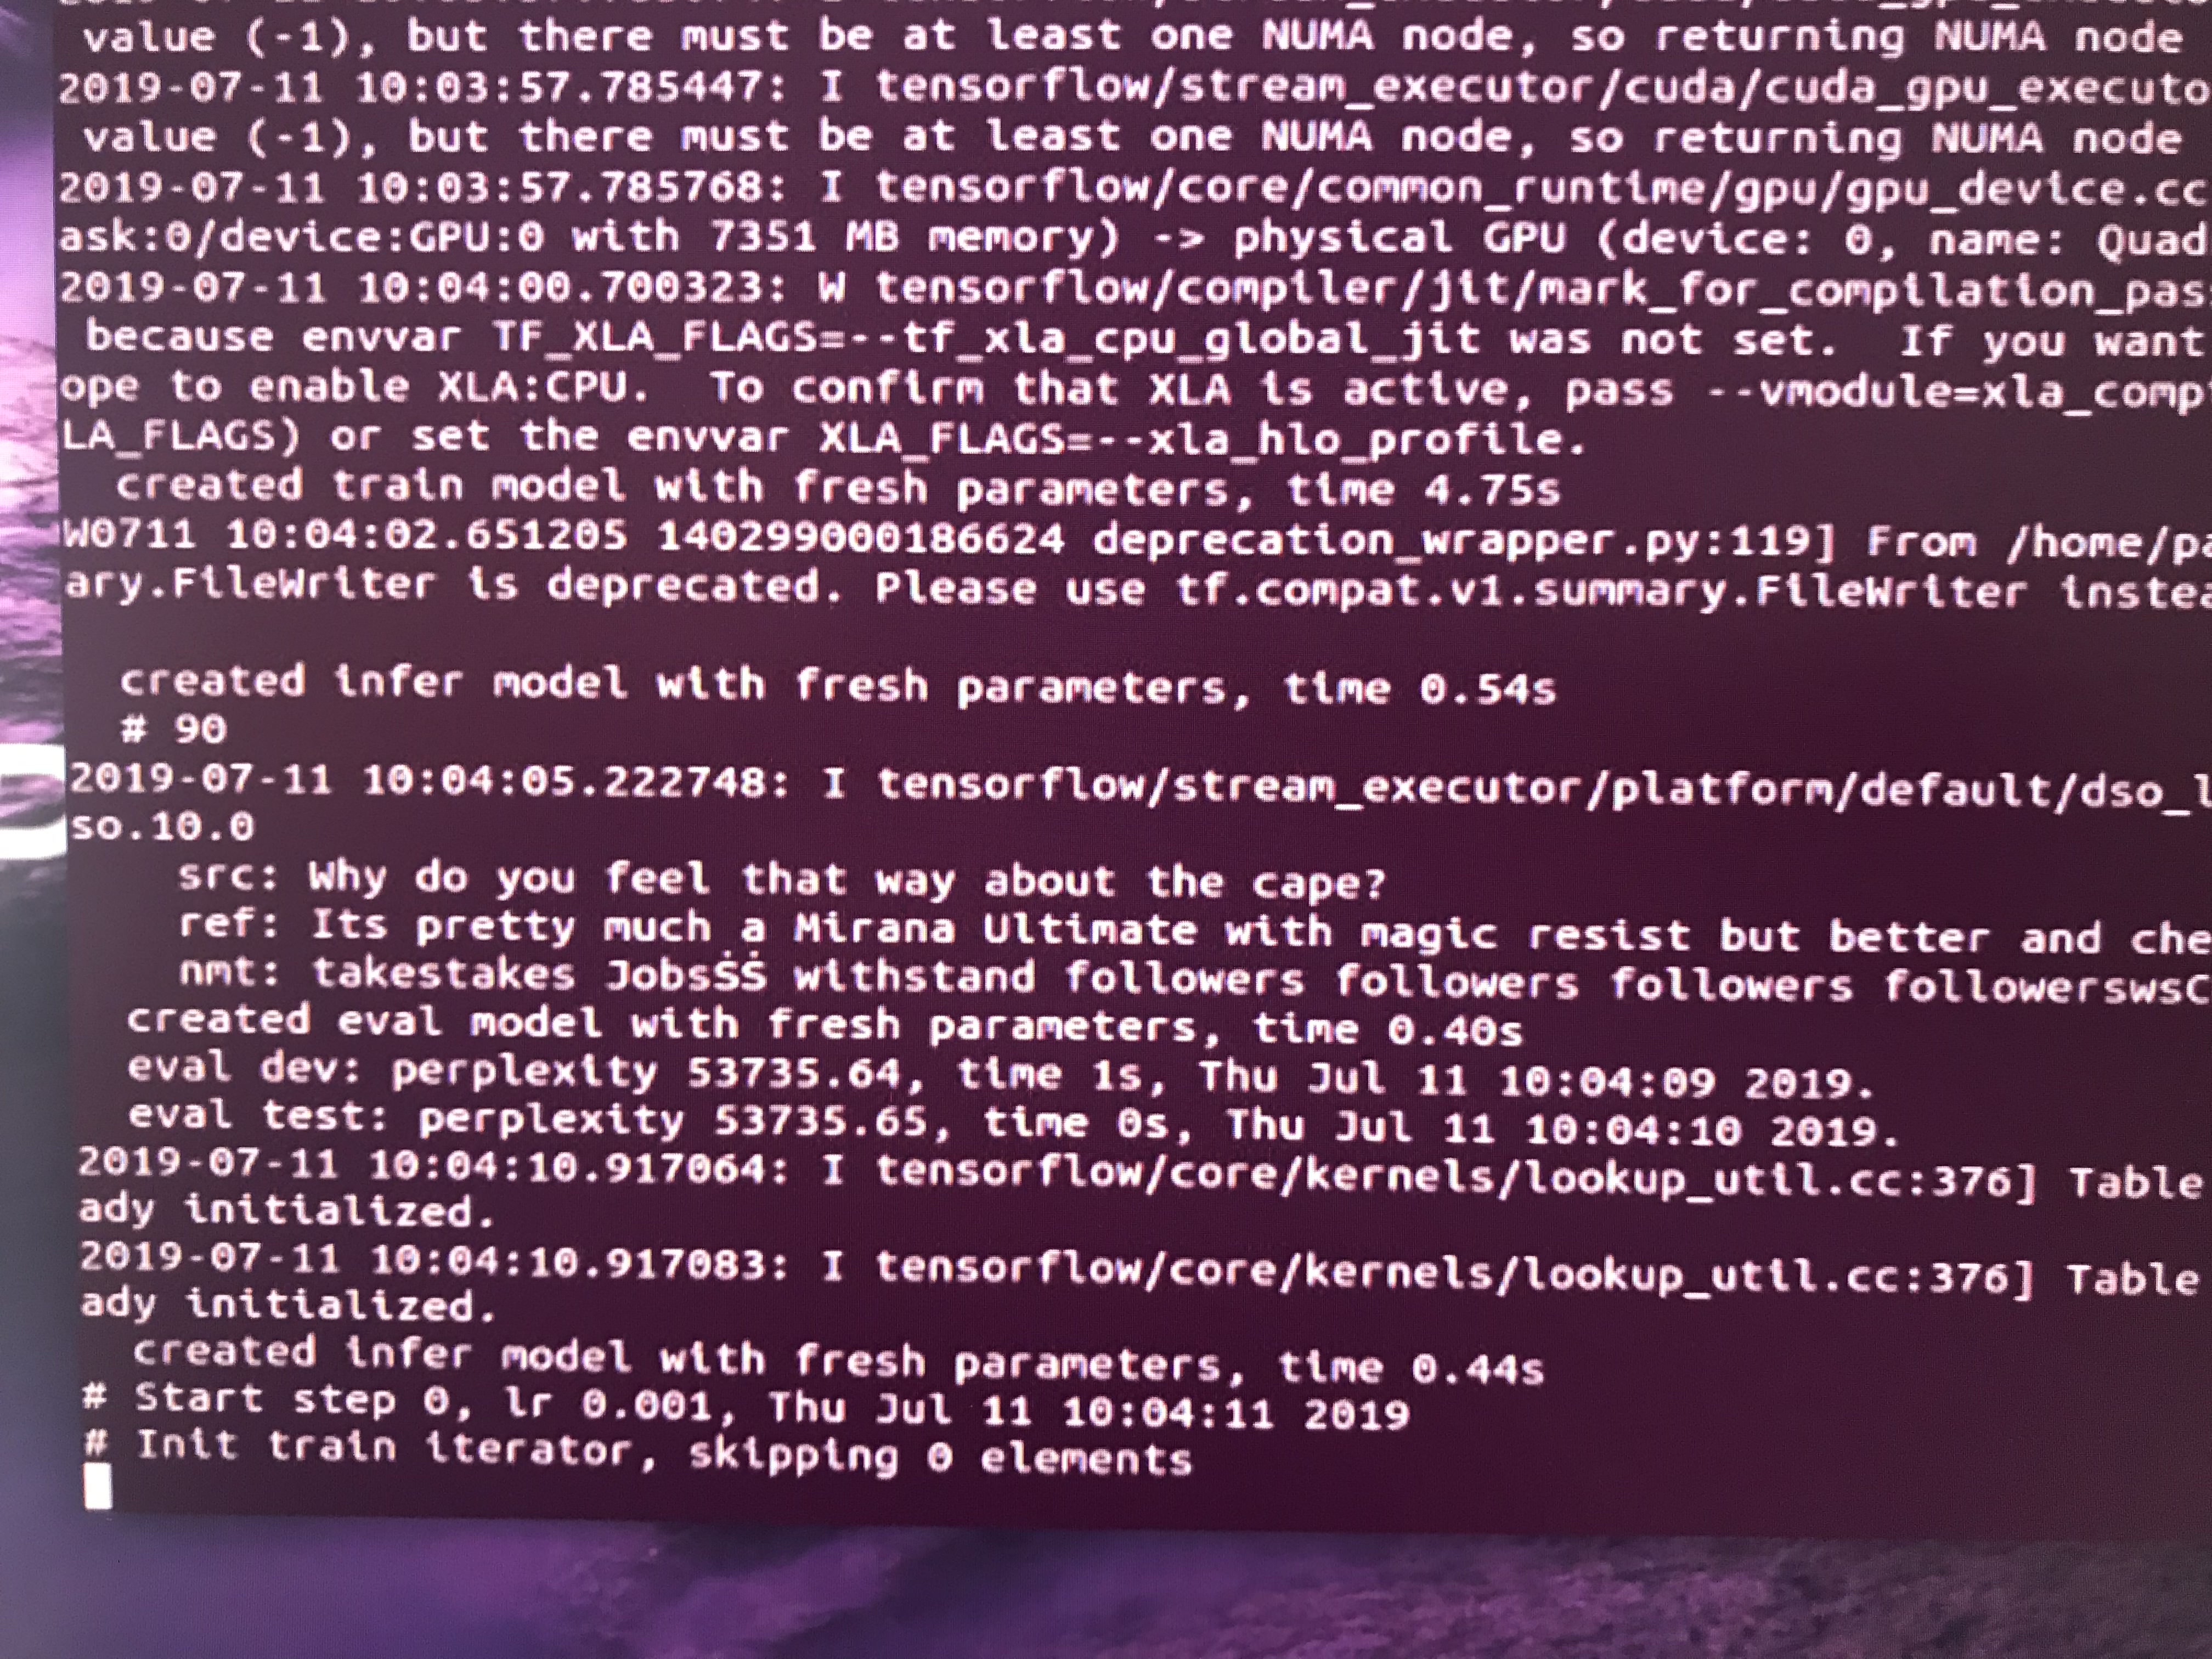 value (-1), but there must be at least one NUMA node, so returning NUMA node
2019-07-11 10:03:57.785447: I tensorflow/stream_executor/cuda/cuda_gpu_executo
value (-1), but there must be at least one NUMA node, so returning NUMA node
2019-07-11 10:03:57.785768: I tensorflow/core/common_runtime/gpu/gpu_device.cc
ask:0/device:GPU:0 with 7351 MB memory) -> physical GPU (device: 0, name: Quad
2019-07-11 10:04:00.700323: W tensorflow/compiler/jit/mark_for_compilation_pas
because envvar TF_XLA_FLAGS=--tf_xla_cpu_global_jit was not set.  If you want
ope to enable XLA:CPU.  To confirm that XLA is active, pass --vmodule=xla_comp
LA_FLAGS) or set the envvar XLA_FLAGS=--xla_hlo_profile.
created train model with fresh parameters, time 4.75s
W0711 10:04:02.651205 140299000186624 deprecation_wrapper.py:119] From /home/pa
ary.FileWriter is deprecated. Please use tf.compat.v1.summary.FileWriter instea
created infer model with fresh parameters, time 0.54s
# 90
2019-07-11 10:04:05.222748: I tensorflow/stream_executor/platform/default/dso_l
so.10.0
src: Why do you feel that way about the cape?
ref: Its pretty much a Mirana Ultimate with magic resist but better and che
nmt: takestakes JobsṠṠ withstand followers followers followers followerswsC
created eval model with fresh parameters, time 0.40s
eval dev: perplexity 53735.64, time 1s, Thu Jul 11 10:04:09 2019.
eval test: perplexity 53735.65, time 0s, Thu Jul 11 10:04:10 2019.
2019-07-11 10:04:10.917064: I tensorflow/core/kernels/lookup_util.cc:376] Table
ady initialized.
2019-07-11 10:04:10.917083: I tensorflow/core/kernels/lookup_util.cc:376] Table
ady initialized.
created infer model with fresh parameters, time 0.44s
# Start step 0, lr 0.001, Thu Jul 11 10:04:11 2019
# Init train iterator, skipping 0 elements